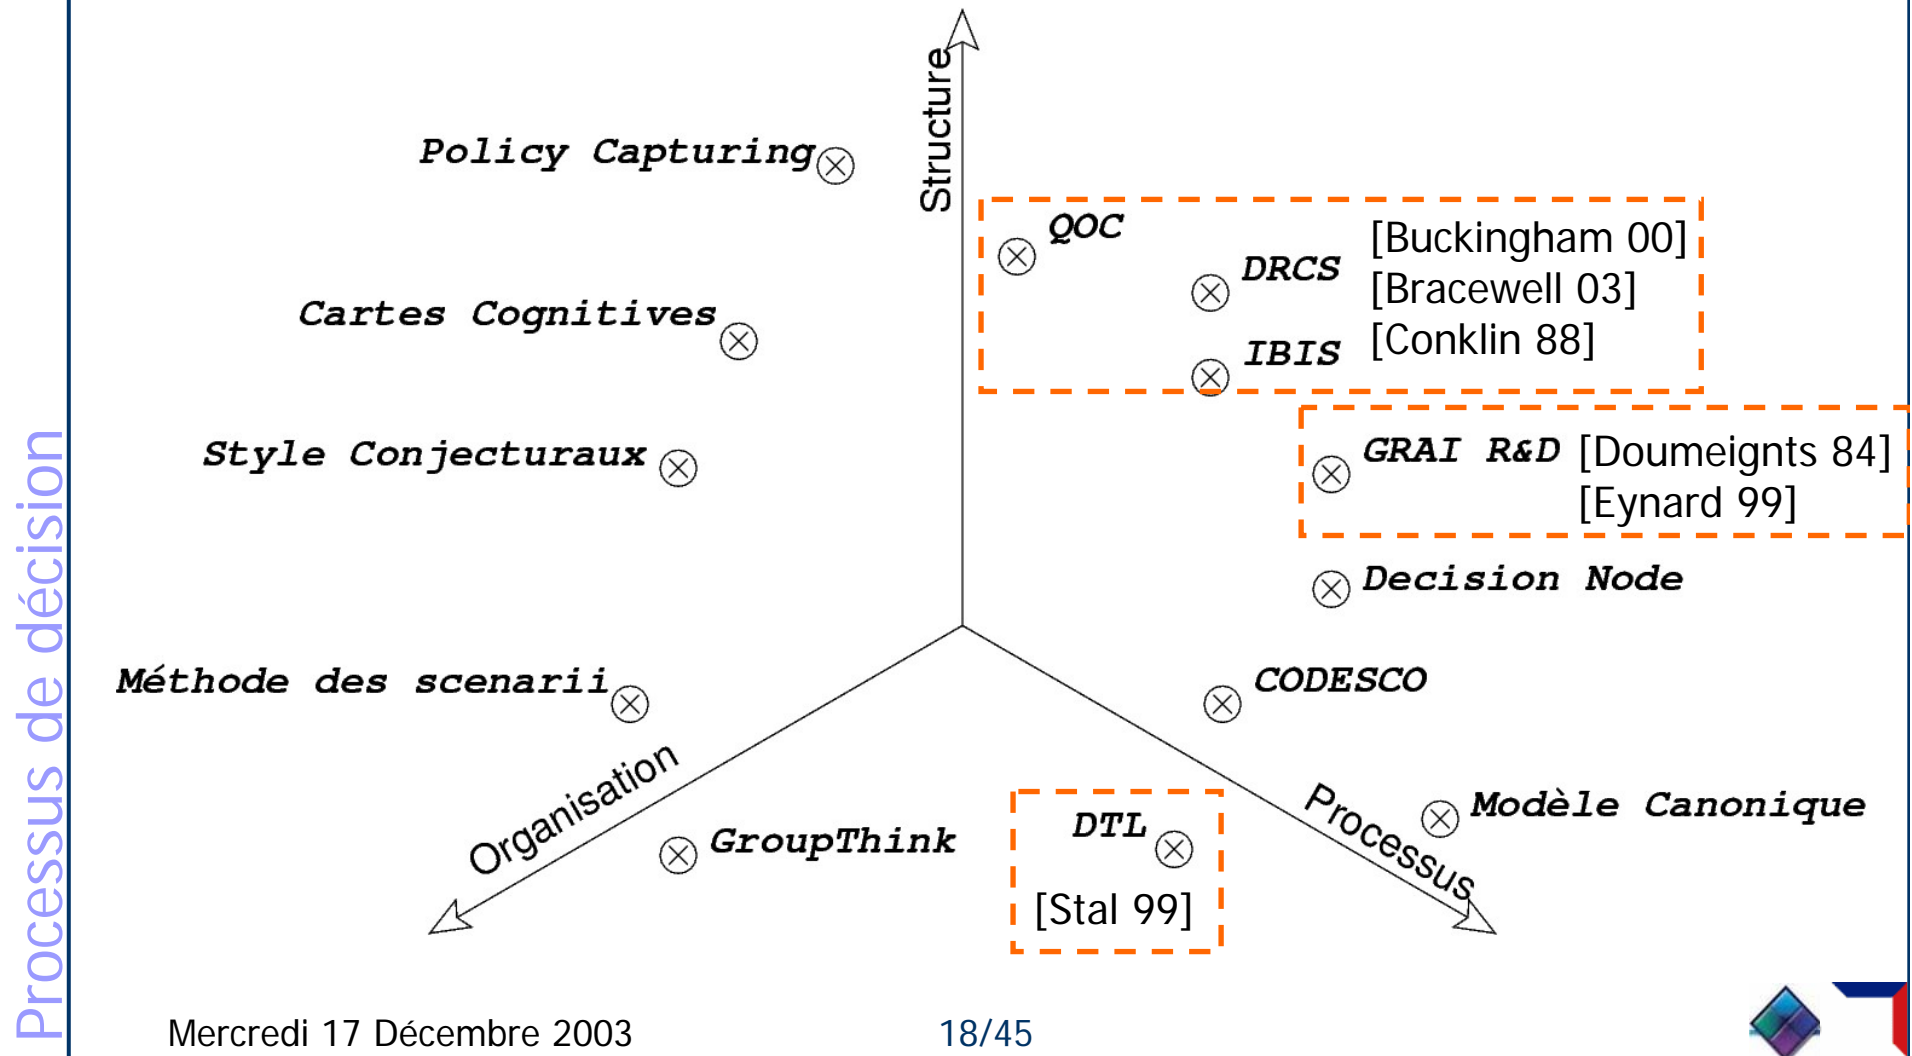 Processus de décision
Structure
Policy Capturing
QOC
DRCS
IBIS
[Buckingham 00]
[Bracewell 03]
[Conklin 88]
Cartes Cognitives
Style Conjecturaux
GRAI R&D
[Doumeignts 84]
[Eynard 99]
Decision Node
Méthode des scenarii
CODESCO
Organisation
Processus
Modèle Canonique
GroupThink
DTL
[Stal 99]
Mercredi 17 Décembre 2003
18/45